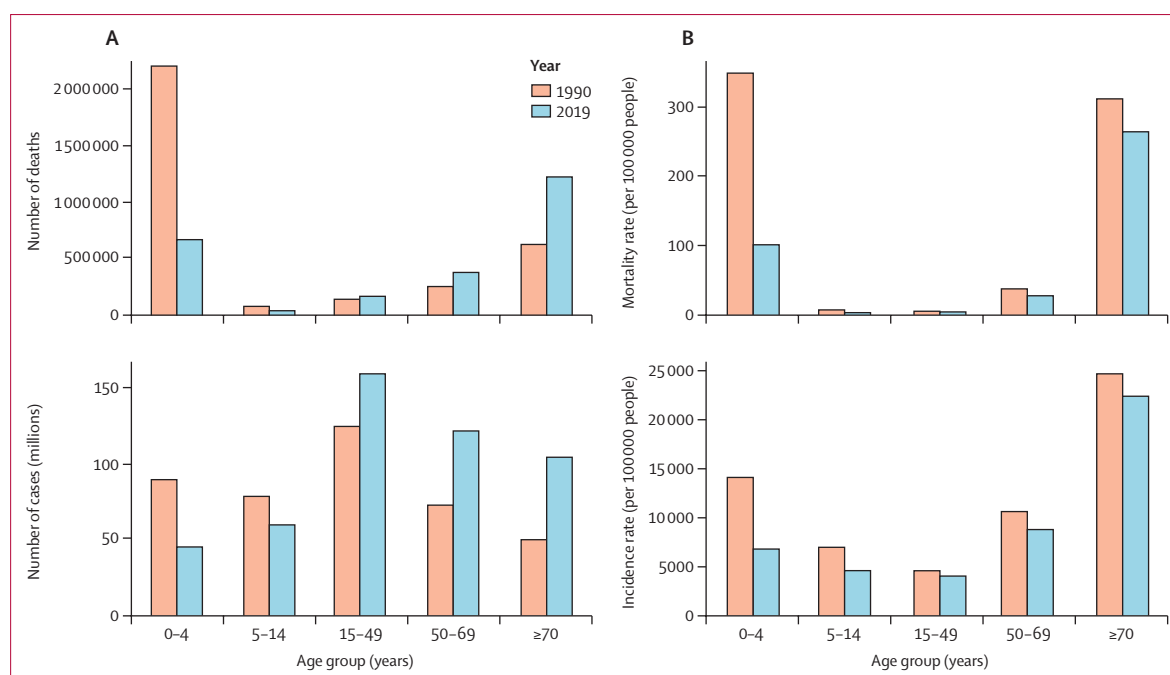 A
B
Year
1990
2019
Number of deaths
2 000 000
1 500 000
1 000 000
500 000
0
Mortality rate (per 100 000 people)
300
200
100
0
Number of cases (millions)
150
100
50
0
0–4
5–14
15–49
50–69
≥70
Age group (years)
Incidence rate (per 100 000 people)
25 000
20 000
15 000
10 000
5000
0
0–4
5–14
15–49
50–69
≥70
Age group (years)